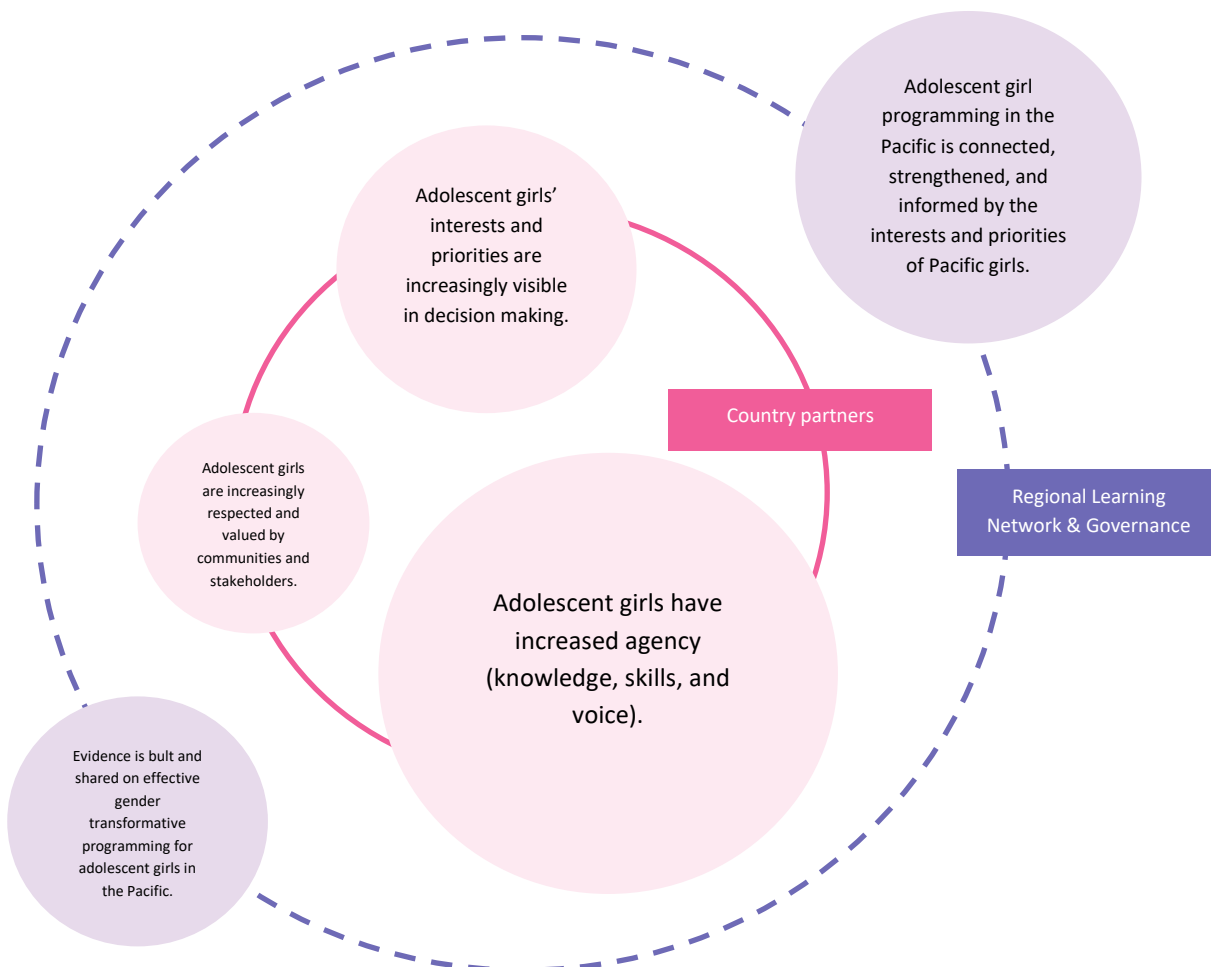 Adolescent girl
programming in the
Pacific is connected,
strengthened, and
informed by the
interests and priorities
of Pacific girls.
Adolescent girls’
interests and
priorities are
increasingly visible
in decision making.
Country partners
Adolescent girls
are increasingly
respected and
valued by
communities and
stakeholders.
Regional Learning
Network & Governance
Adolescent girls have
increased agency
(knowledge, skills, and
voice).
Evidence is bult and
shared on effective
gender
transformative
programming for
adolescent girls in
the Pacific.